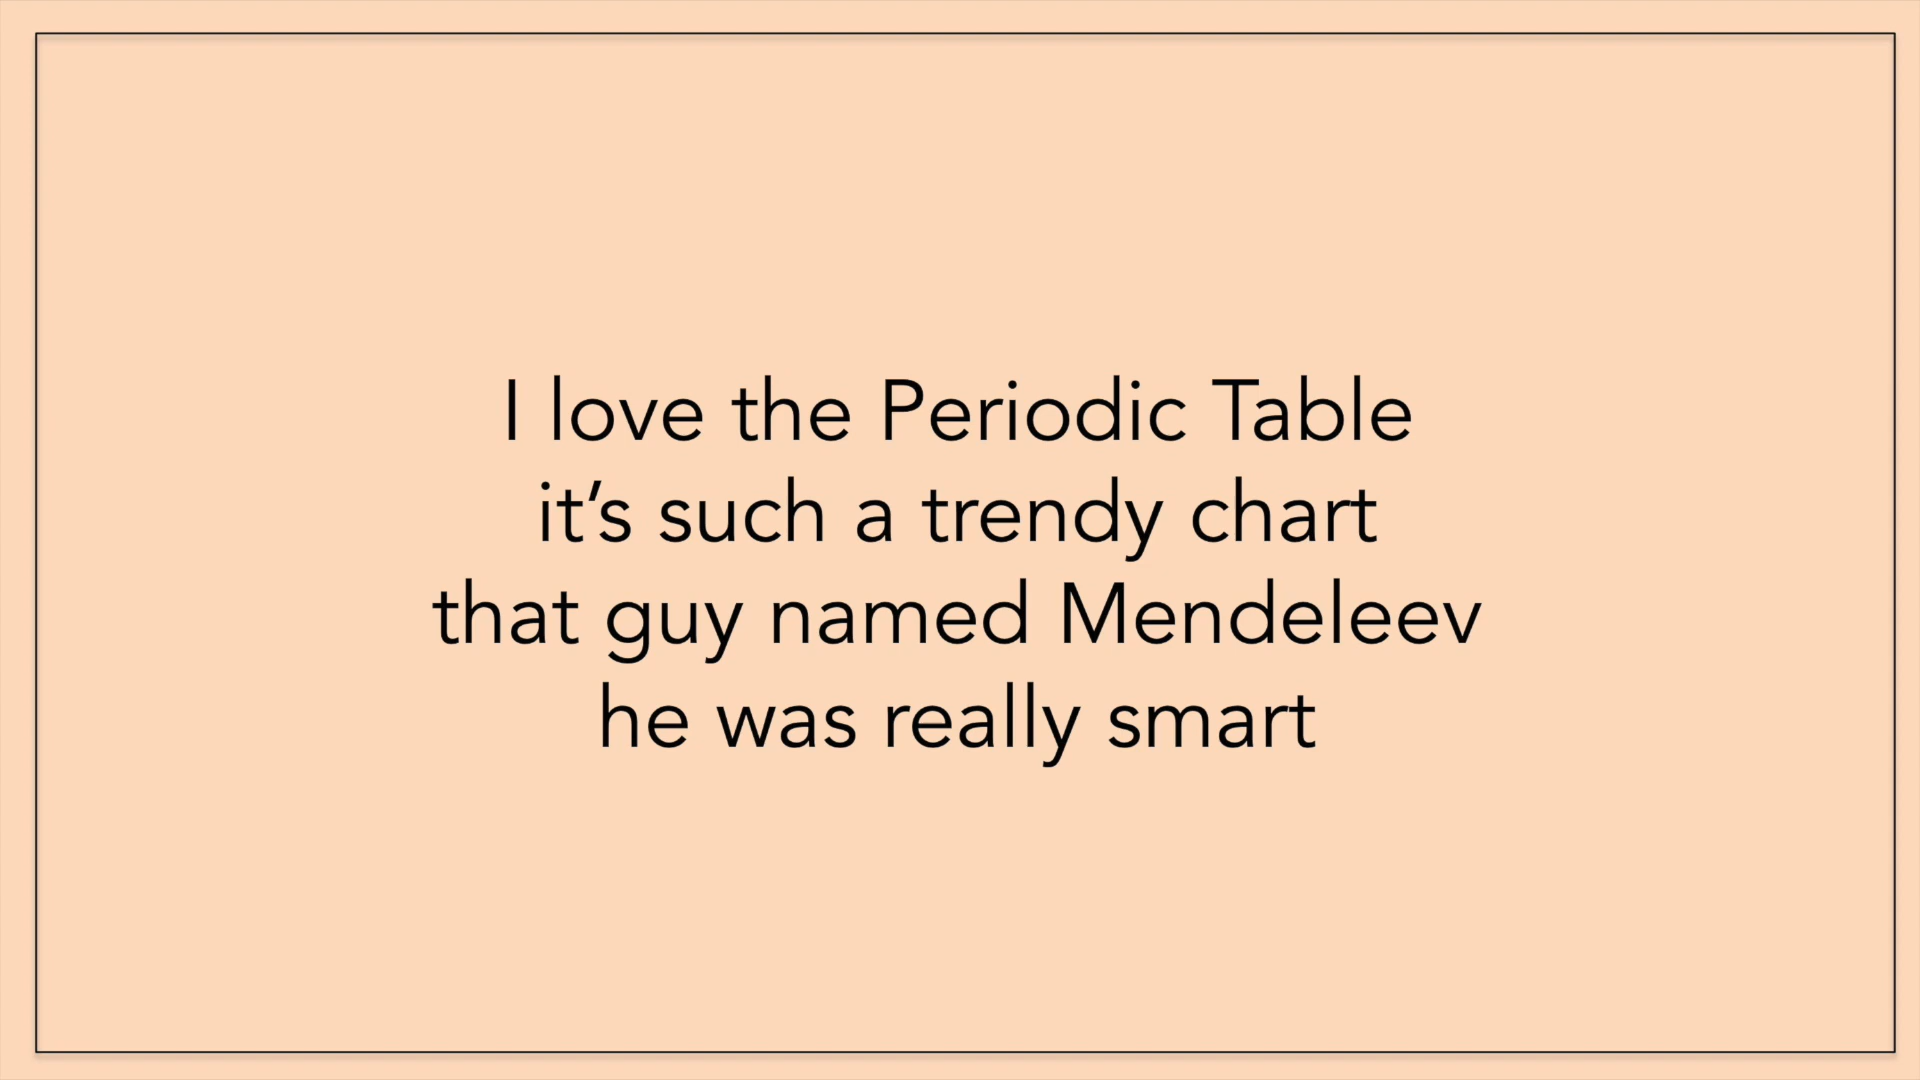 I love the Periodic Table
it’s such a trendy chart
that guy named Mendeleev
he was really smart